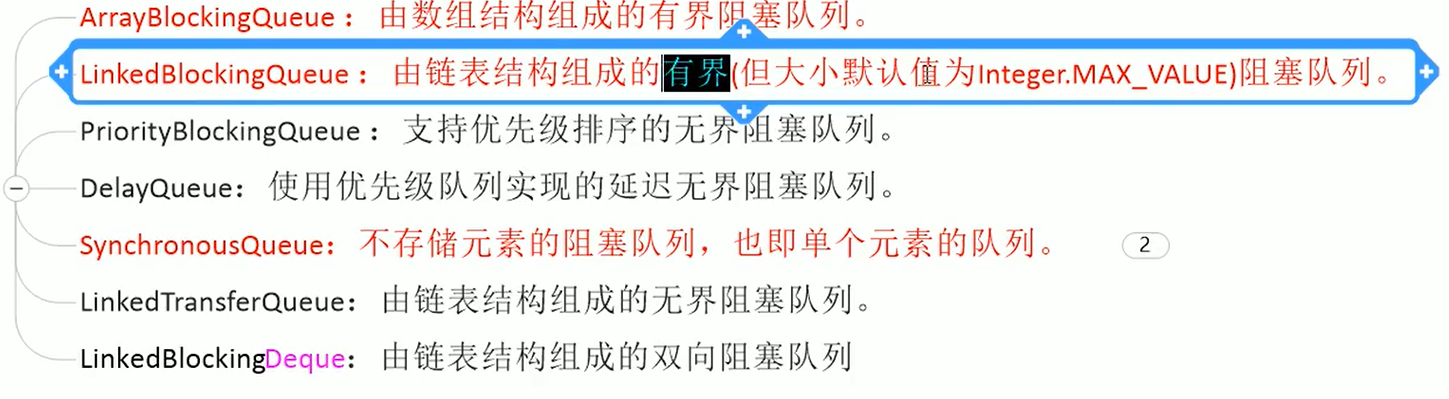 ArrayBlockingQueue： 由数组结构组成的有界阻塞队列。
LinkedBlockingQueue： 由链表结构组成的有界(但大小默认值为Integer.MAX_VALUE)阻塞队列。
PriorityBlockingQueue： 支持优先级排序的无界阻塞队列。
DelayQueue： 使用优先级队列实现的延迟无界阻塞队列。
SynchronousQueue： 不存储元素的阻塞队列，也即单个元素的队列。 2
LinkedTransferQueue： 由链表结构组成的无界阻塞队列。
LinkedBlockingDeque： 由链表结构组成的双向阻塞队列